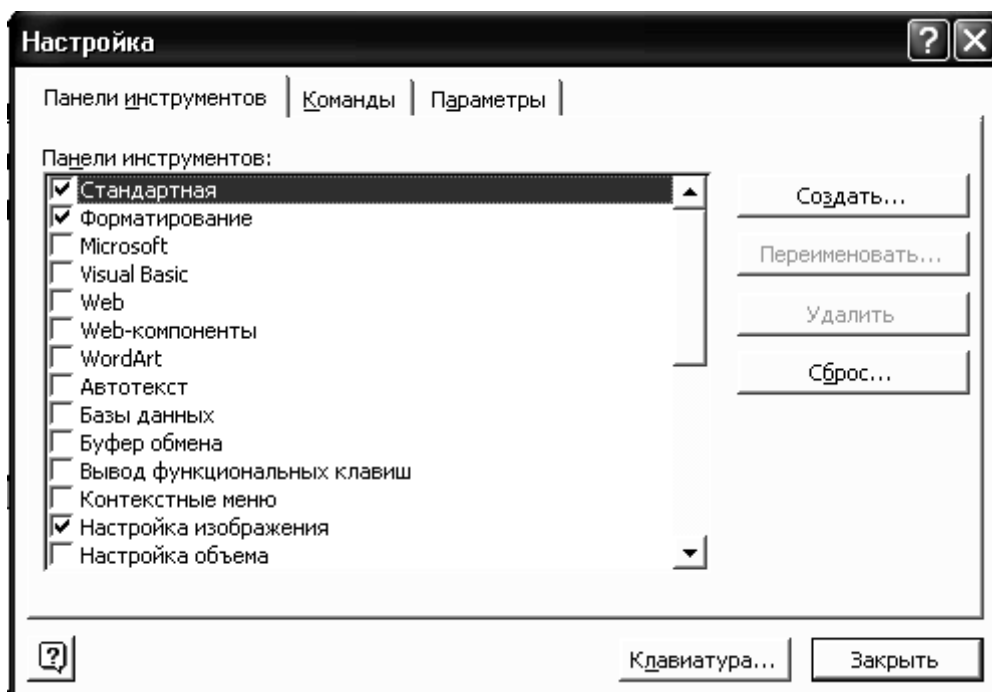 Настройка
Панели инструментов Команды Параметры
Панели инструментов:
Стандартная
Форматирование
Microsoft
Visual Basic
Web
Web-компоненты
WordArt
Автотекст
Базы данных
Буфер обмена
Вывод функциональных клавиш
Контекстные меню
Настройка изображения
Настройка объема
Создать...
Переименовать...
Удалить
Сброс...
Клавиатура... Закрыть